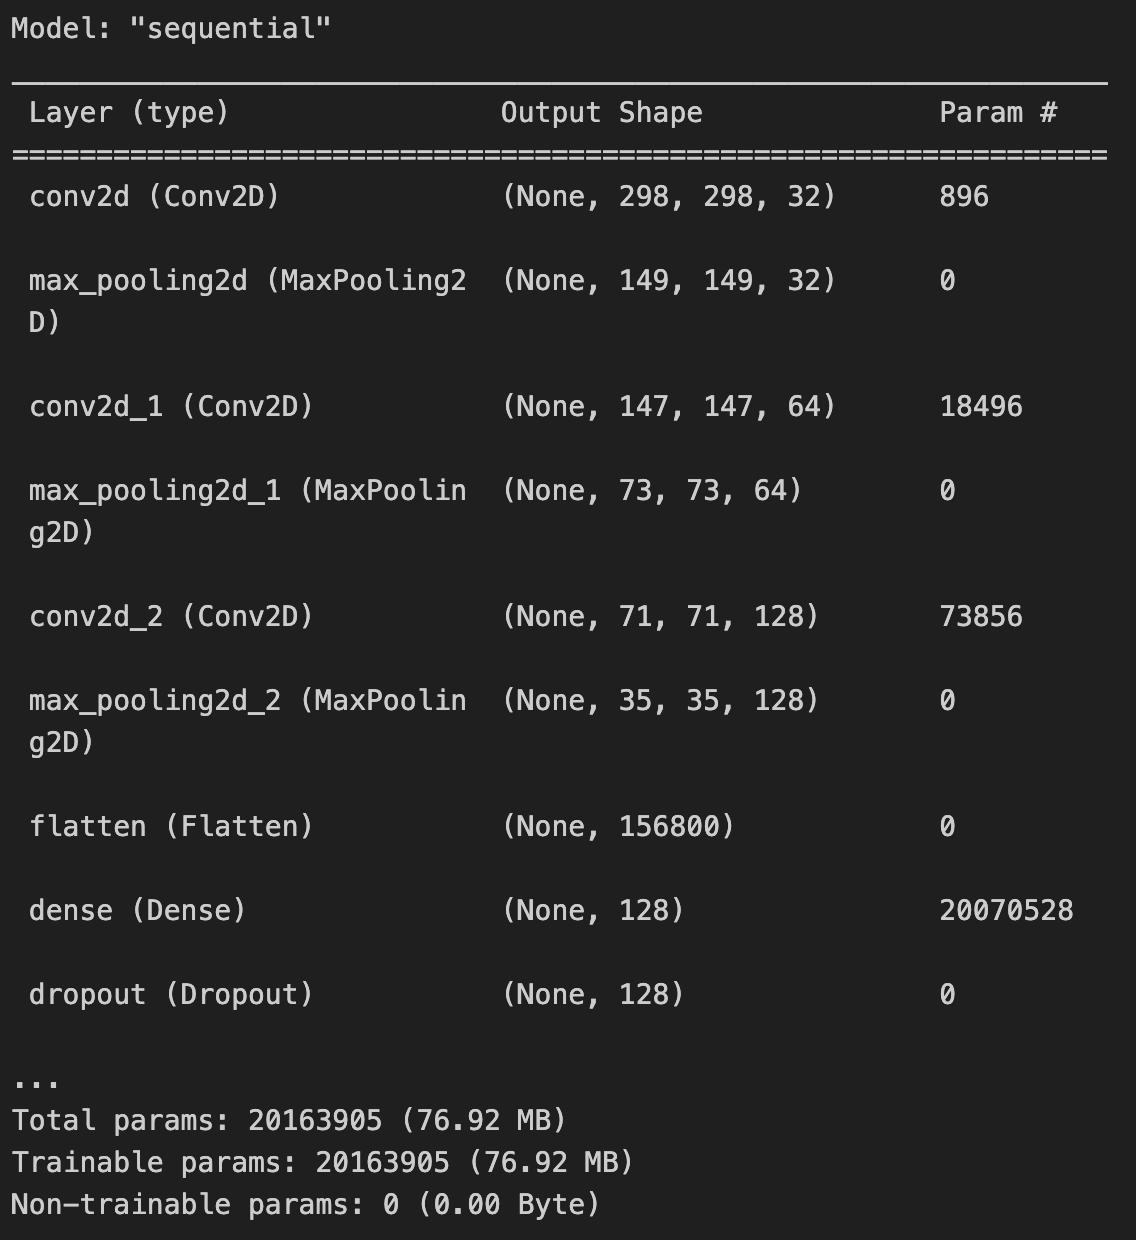 Model: "sequential"
_________________________________________________________________
Layer (type)                Output Shape              Param #
=================================================================
conv2d (Conv2D)             (None, 298, 298, 32)      896
max_pooling2d (MaxPooling2  (None, 149, 149, 32)      0
D)
conv2d_1 (Conv2D)           (None, 147, 147, 64)      18496
max_pooling2d_1 (MaxPoolin  (None, 73, 73, 64)        0
g2D)
conv2d_2 (Conv2D)           (None, 71, 71, 128)       73856
max_pooling2d_2 (MaxPoolin  (None, 35, 35, 128)       0
g2D)
flatten (Flatten)           (None, 156800)            0
dense (Dense)               (None, 128)               20070528
dropout (Dropout)           (None, 128)               0
...
Total params: 20163905 (76.92 MB)
Trainable params: 20163905 (76.92 MB)
Non-trainable params: 0 (0.00 Byte)